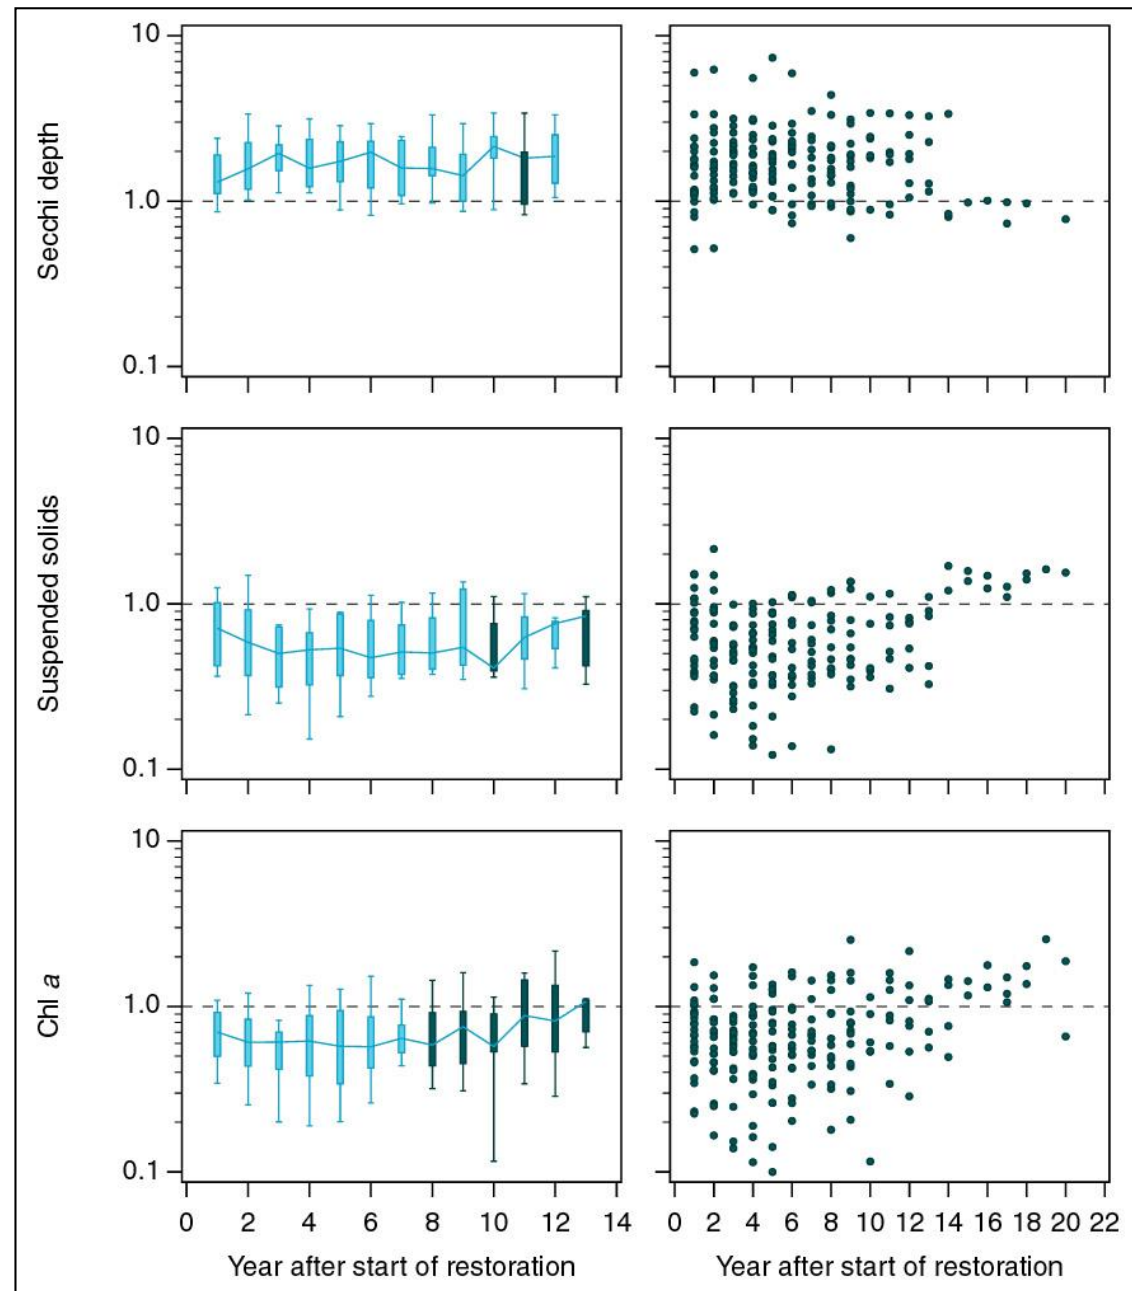 Secchi depth
10
1.0
0.1
Suspended solids
10
1.0
0.1
Chl a
10
1.0
0.1
0 2 4 6 8 10 12 14
0 2 4 6 8 10 12 14 16 18 20 22
Year after start of restoration
Year after start of restoration